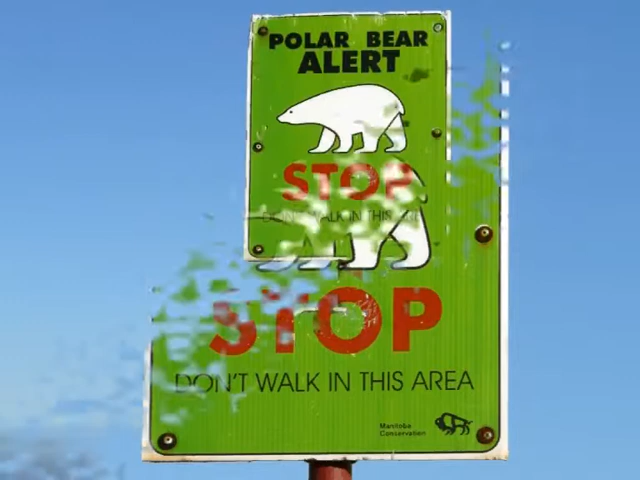 POLAR BEAR
ALERT
STOP
DON'T WALK IN THIS AREA
STOP
DON'T WALK IN THIS AREA
Manitoba
Conservation